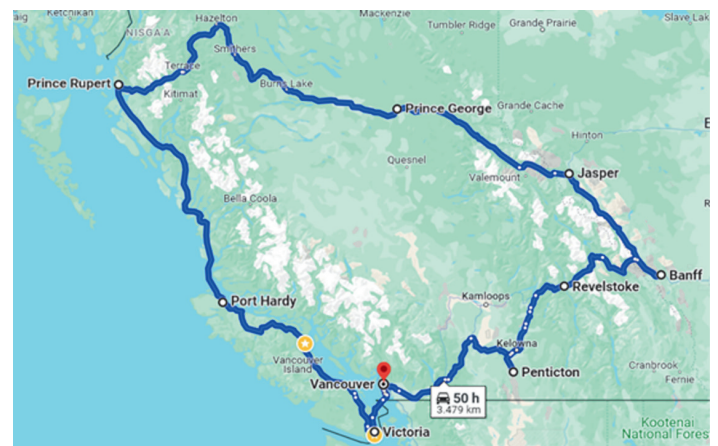 Ketchikan
Mackenzie
Slave Lak
Hazelton
Tumbler Ridge
Grande Prairie
NISGA'A
Smithers
Terrace
Prince Rupert
Burns Lake
Kitimat
Prince George
Grande Cache
Hinton
Quesnel
Valemount
Jasper
Bella Coola
Banff
Revelstoke
Port Hardy
Kamloops
Kelowna
Vancouver
Island
Vancouver
Penticton
Cranbrook
Fernie
50 h
3.479 km
Kootenai
National Fores
Victoria